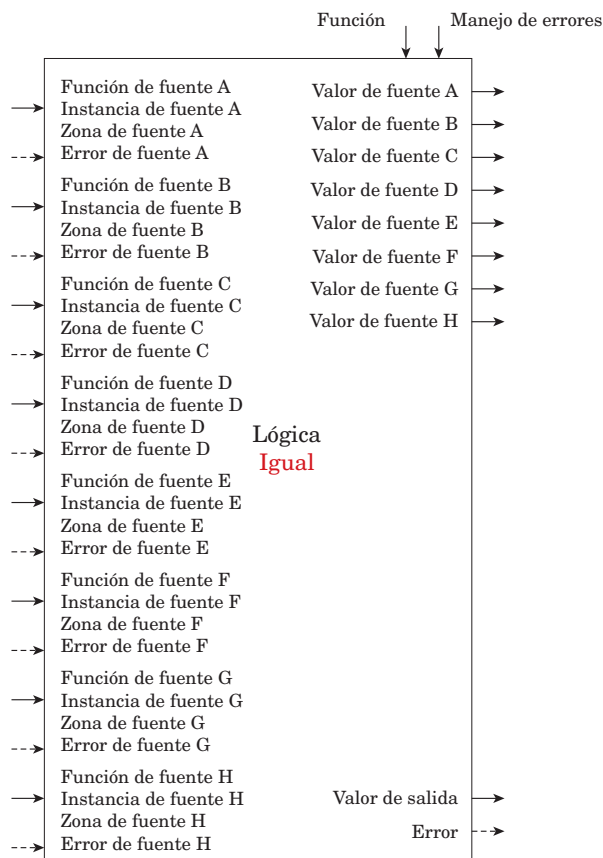 Función Manejo de errores
Función de fuente A
Instancia de fuente A
Zona de fuente A
Error de fuente A
Función de fuente B
Instancia de fuente B
Zona de fuente B
Error de fuente B
Función de fuente C
Instancia de fuente C
Zona de fuente C
Error de fuente C
Función de fuente D
Instancia de fuente D
Zona de fuente D
Error de fuente D
Función de fuente E
Instancia de fuente E
Zona de fuente E
Error de fuente E
Función de fuente F
Instancia de fuente F
Zona de fuente F
Error de fuente F
Función de fuente G
Instancia de fuente G
Zona de fuente G
Error de fuente G
Función de fuente H
Instancia de fuente H
Zona de fuente H
Error de fuente H
Lógica
Igual
Valor de fuente A
Valor de fuente B
Valor de fuente C
Valor de fuente D
Valor de fuente E
Valor de fuente F
Valor de fuente G
Valor de fuente H
Valor de salida
Error